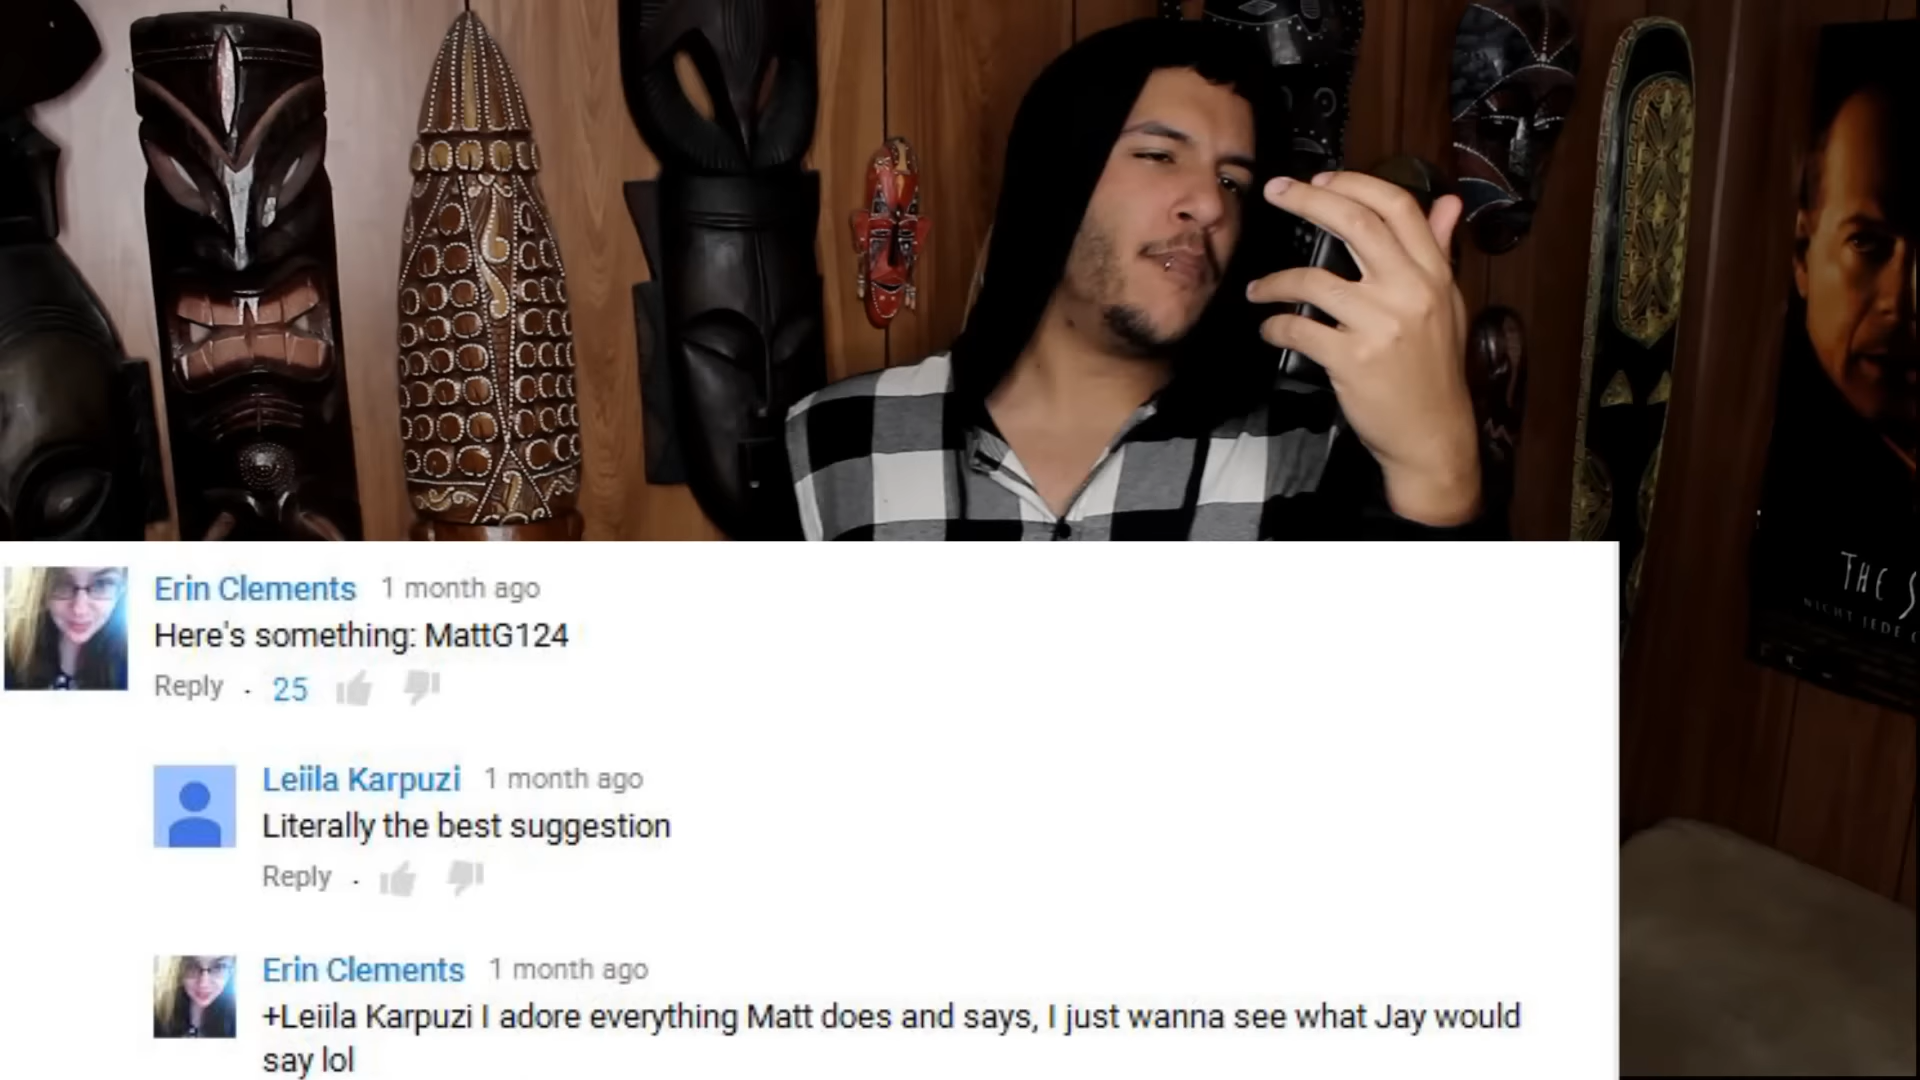 THE S
NICHT JEDE
Erin Clements 1 month ago
Here's something: MattG124
Reply · 25
Leiila Karpuzi 1 month ago
Literally the best suggestion
Reply ·
Erin Clements 1 month ago
+Leiila Karpuzi I adore everything Matt does and says, I just wanna see what Jay would
say lol